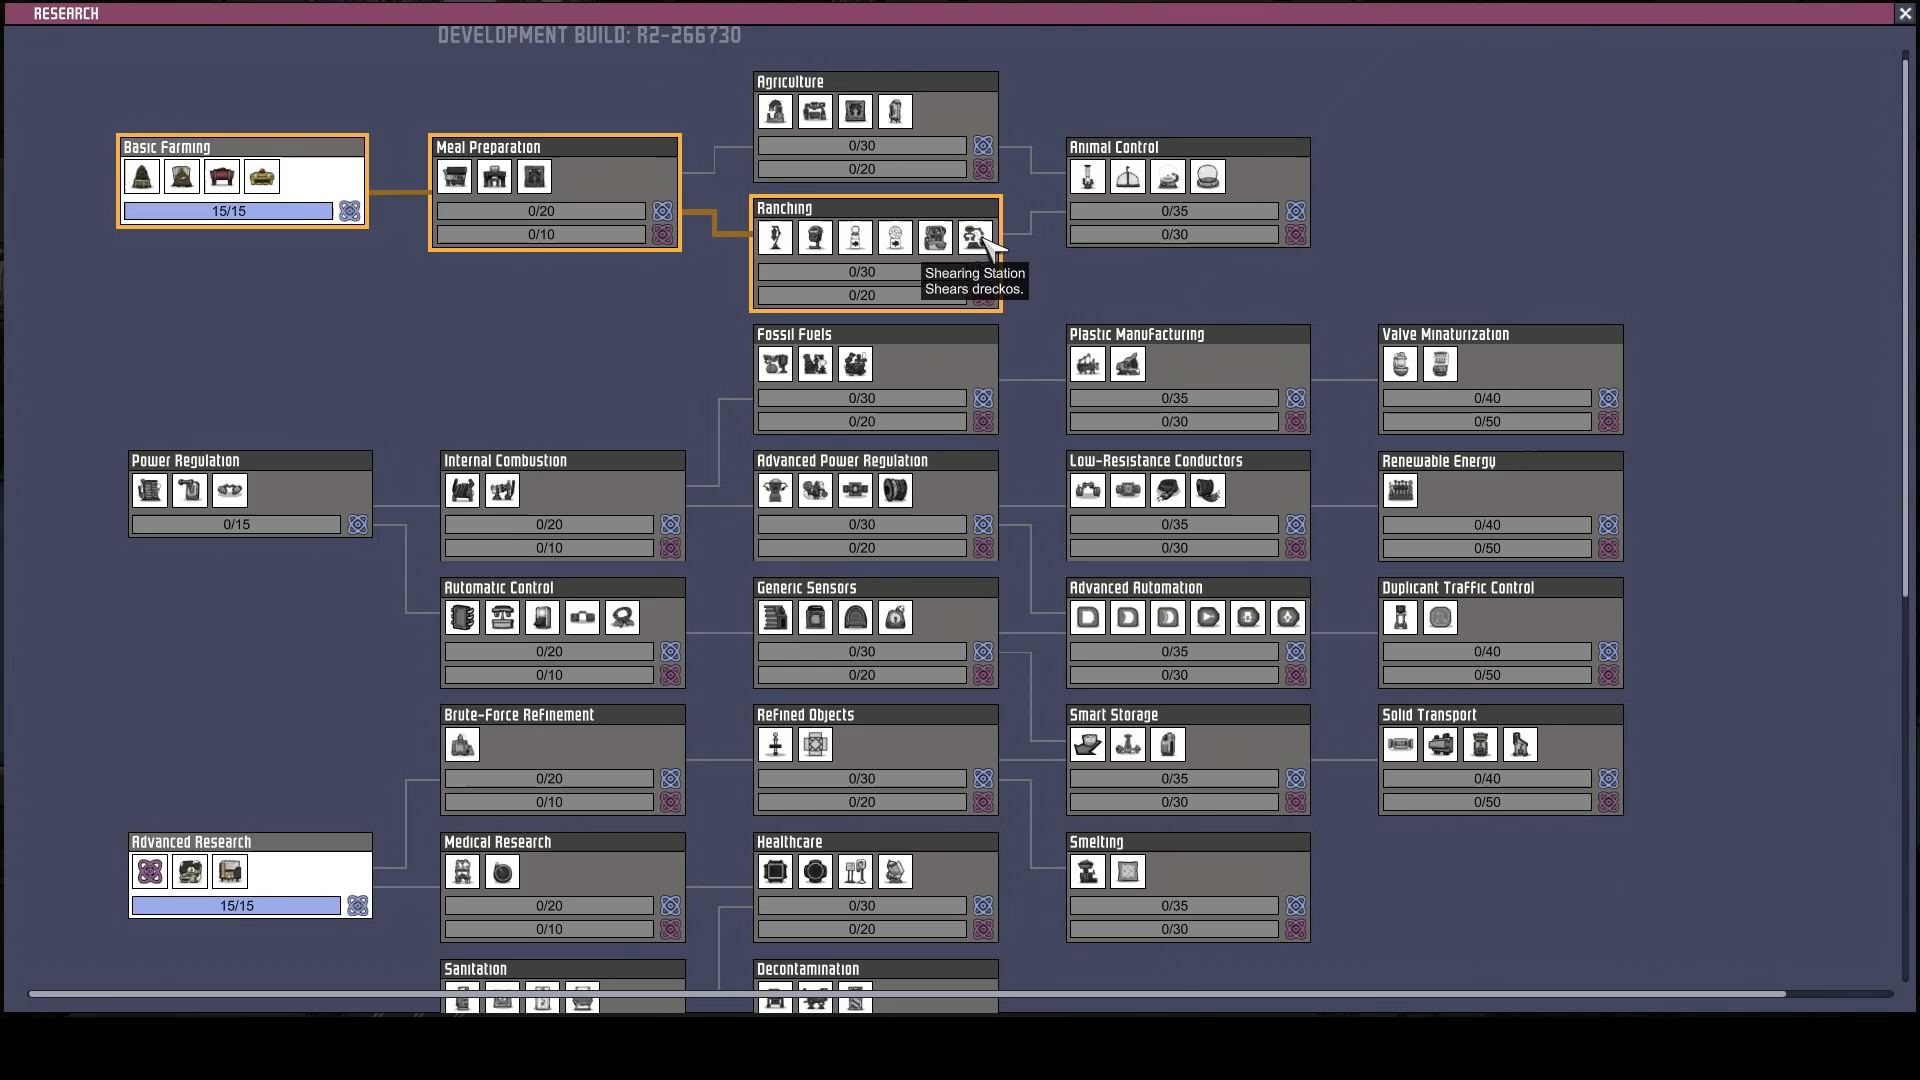 RESEARCH
DEVELOPMENT BUILD: R2-266730
Agriculture
0/30
0/20
Basic Farming
15/15
Meal Preparation
0/20
0/10
Animal Control
0/35
0/30
Ranching
0/30
0/20
Shearing Station
Shears dreckos.
Fossil Fuels
0/30
0/20
Plastic Manufacturing
0/35
0/30
Valve Minaturization
0/40
0/50
Power Regulation
0/15
Internal Combustion
0/20
0/10
Advanced Power Regulation
0/30
0/20
Low-Resistance Conductors
0/35
0/30
Renewable Energy
0/40
0/50
Automatic Control
0/20
0/10
Generic Sensors
0/30
0/20
Advanced Automation
0/35
0/30
Duplicant Traffic Control
0/40
0/50
Brute-Force Refinement
0/20
0/10
Refined Objects
0/30
0/20
Smart Storage
0/35
0/30
Solid Transport
0/40
0/50
Advanced Research
15/15
Medical Research
0/20
0/10
Healthcare
0/30
0/20
Smelting
0/35
0/30
Sanitation
Decontamination